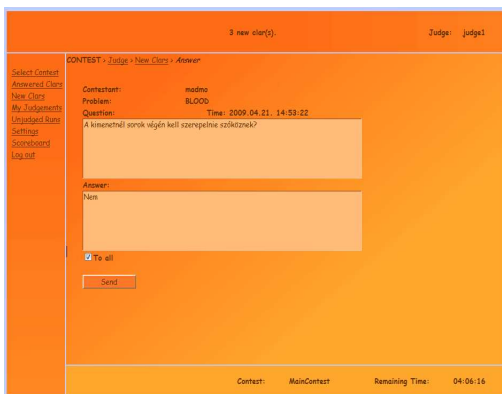 3 new clar(s).
Judge: judge1
CONTEST > Judge > New Clars > Answer
Select Contest
Answered Clars
New Clars
My Judgements
Unjudged Runs
Settings
Scoreboard
Log out
Contestant: madmo
Problem: BLOOD
Question: Time: 2009.04.21. 14:53:22
A kimenetnél sorok végén kell szerepelnie szóköznek?
Answer:
Nem
To all
Send
Contest: MainContest Remaining Time: 04:06:16